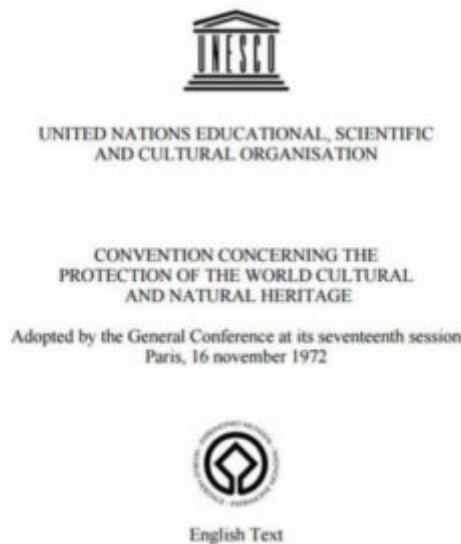 UNESCO
UNITED NATIONS EDUCATIONAL, SCIENTIFIC
AND CULTURAL ORGANISATION
CONVENTION CONCERNING THE
PROTECTION OF THE WORLD CULTURAL
AND NATURAL HERITAGE
Adopted by the General Conference at its seventeenth session
Paris, 16 november 1972
English Text